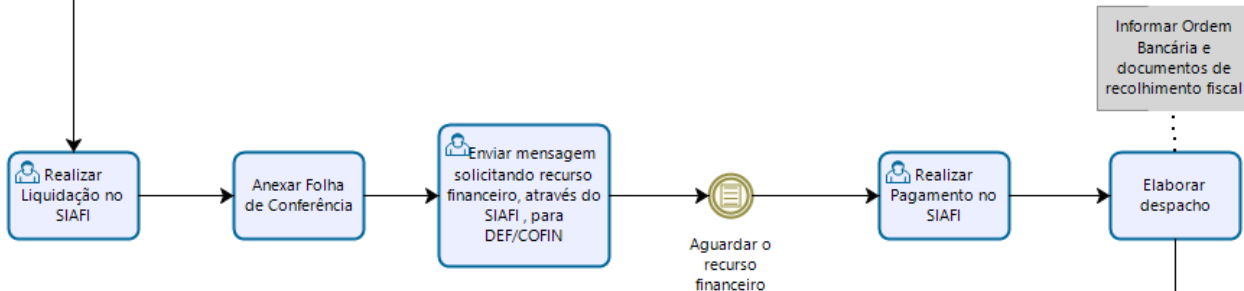 Informar Ordem
Bancária e
documentos de
recolhimento fiscal
Realizar
Liquidação no
SIAFI
Anexar Folha
de Conferência
Enviar mensagem
solicitando recurso
financeiro, através do
SIAFI , para
DEF/COFIN
Aguardar o
recurso
financeiro
Realizar
Pagamento no
SIAFI
Elaborar
despacho